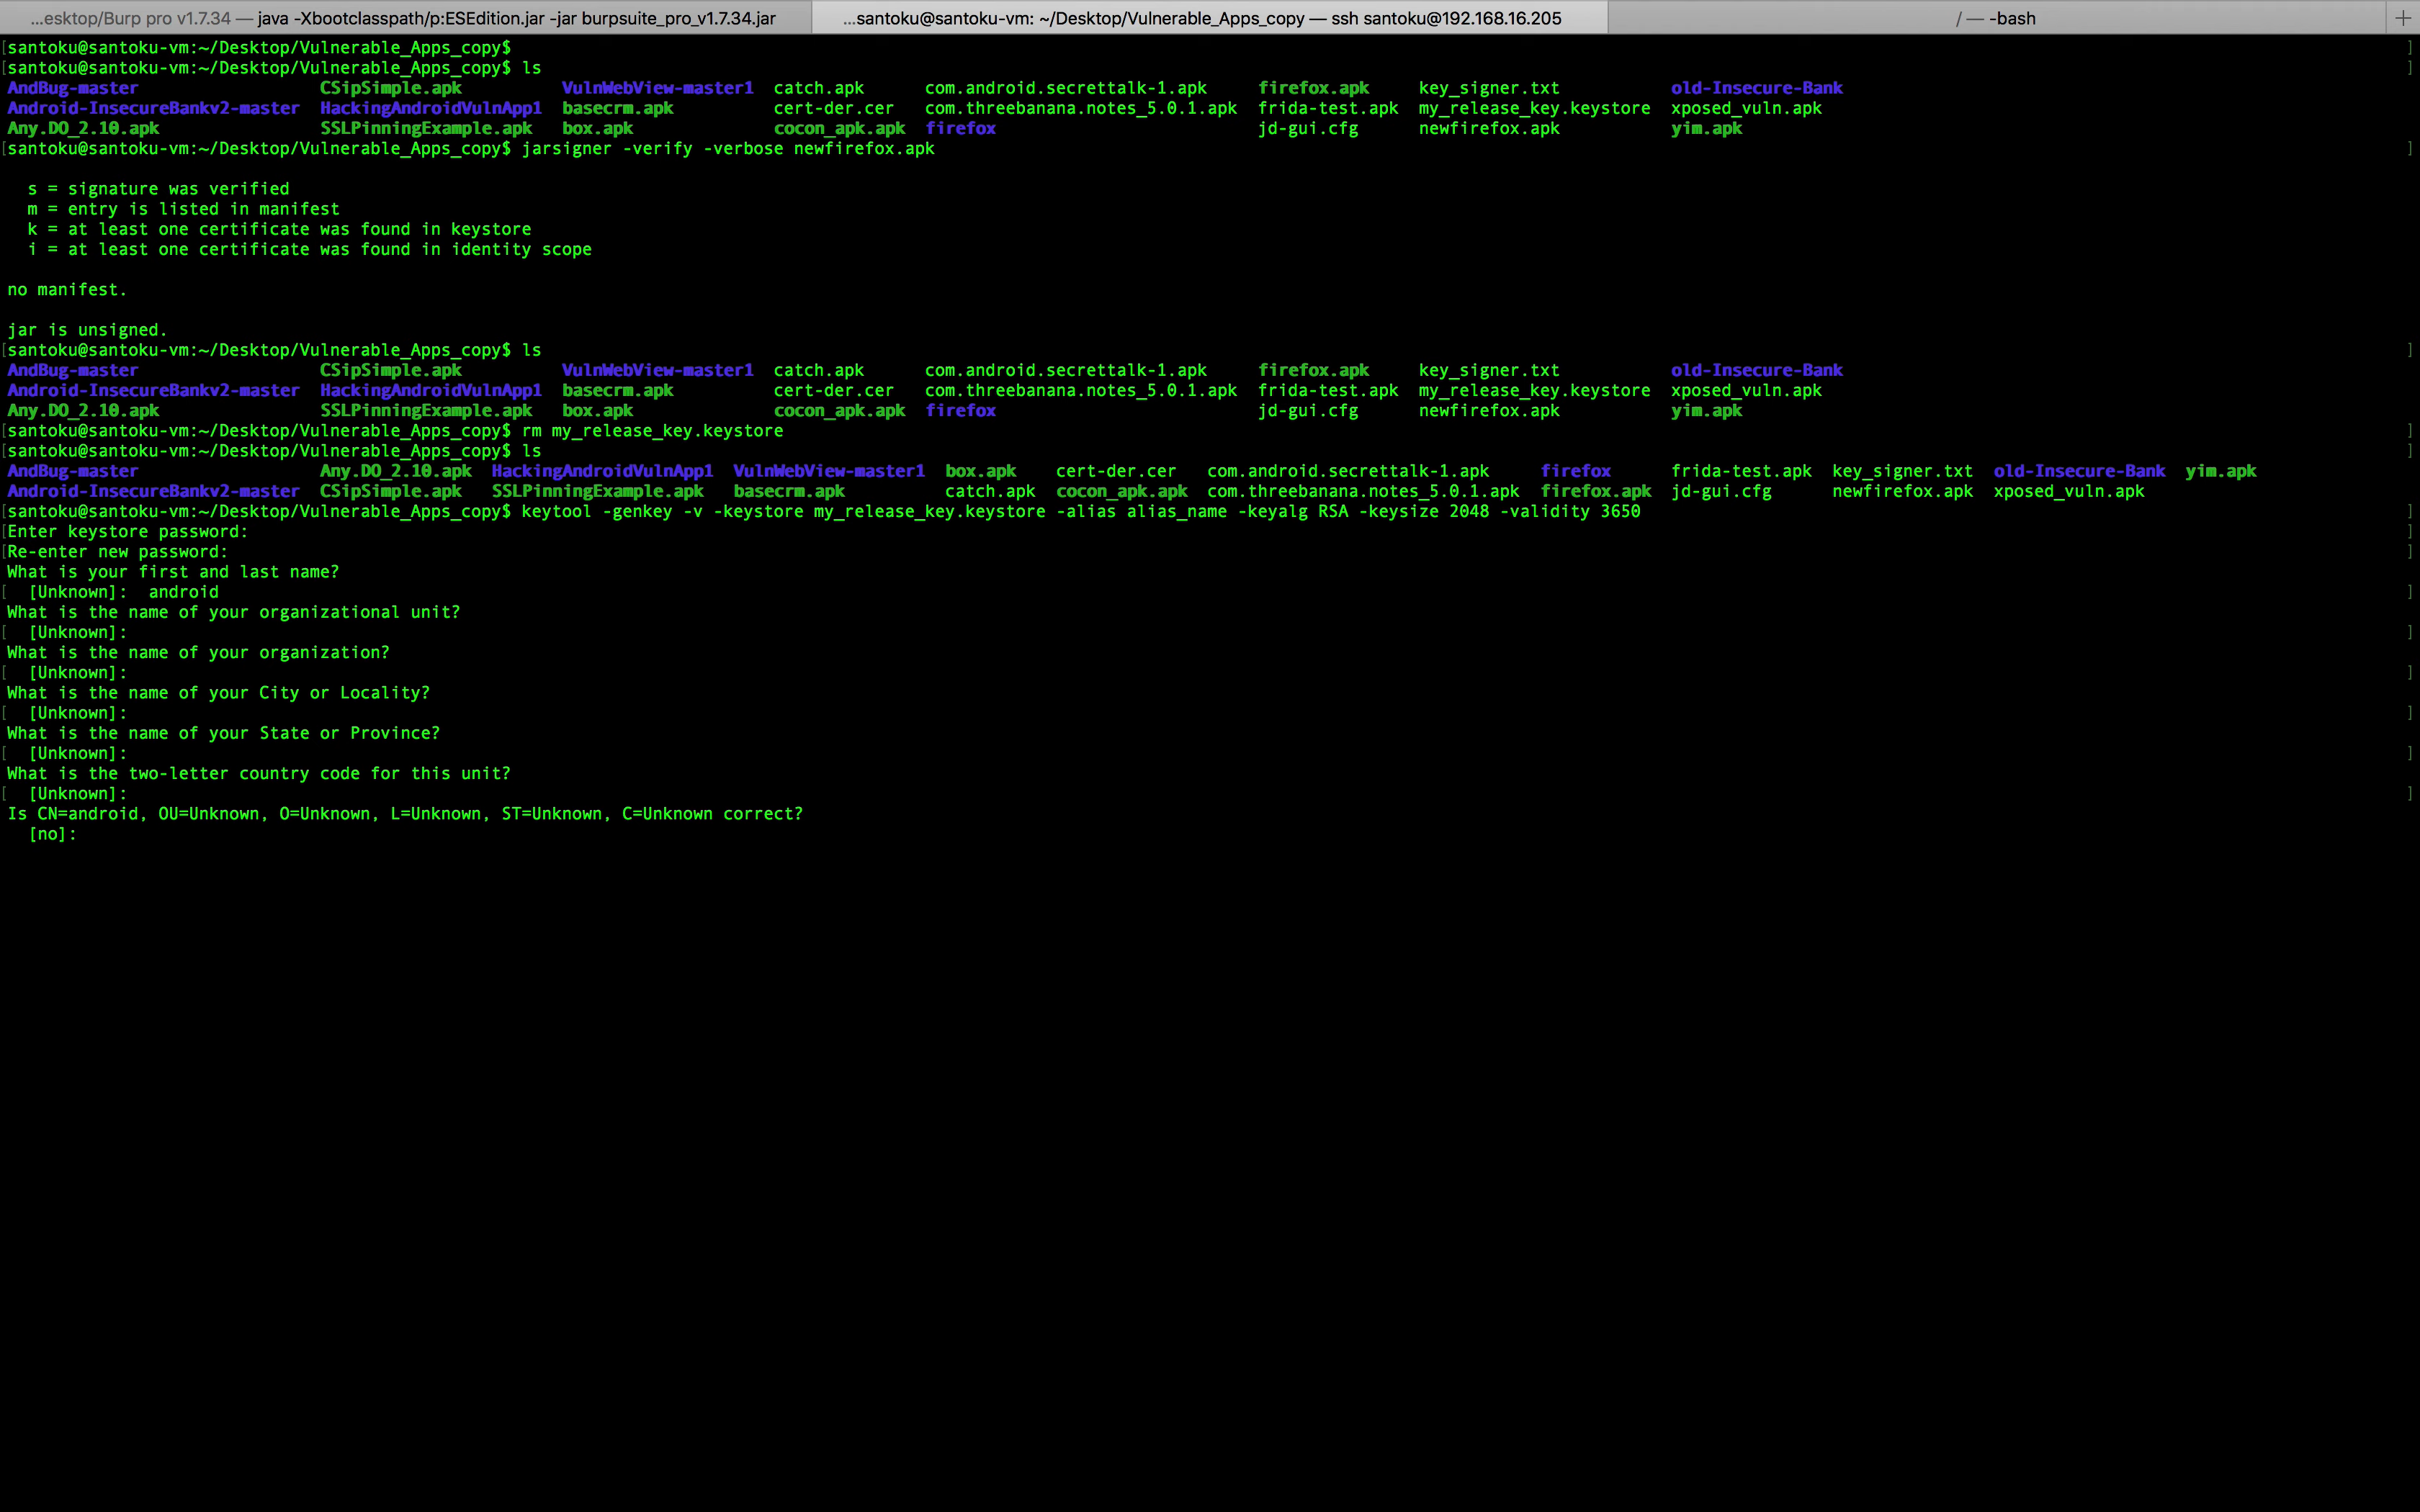 ...esktop/Burp pro v1.7.34 — java -Xbootclasspath/p:ESEdition.jar -jar burpsuite_pro_v1.7.34.jar ...santoku@santoku-vm: ~/Desktop/Vulnerable_Apps_copy — ssh santoku@192.168.16.205 / — -bash +
[santoku@santoku-vm:~/Desktop/Vulnerable_Apps_copy$ ]
[santoku@santoku-vm:~/Desktop/Vulnerable_Apps_copy$ ls ]
AndBug-master CSipSimple.apk VulnWebView-master1 catch.apk com.android.secrettalk-1.apk firefox.apk key_signer.txt old-Insecure-Bank
Android-InsecureBankv2-master HackingAndroidVulnApp1 basecrm.apk cert-der.cer com.threebanana.notes_5.0.1.apk frida-test.apk my_release_key.keystore xposed_vuln.apk
Any.DO_2.10.apk SSLPinningExample.apk box.apk cocon_apk.apk firefox jd-gui.cfg newfirefox.apk yim.apk
[santoku@santoku-vm:~/Desktop/Vulnerable_Apps_copy$ jarsigner -verify -verbose newfirefox.apk ]
s = signature was verified
m = entry is listed in manifest
k = at least one certificate was found in keystore
i = at least one certificate was found in identity scope
no manifest.
jar is unsigned.
[santoku@santoku-vm:~/Desktop/Vulnerable_Apps_copy$ ls ]
AndBug-master CSipSimple.apk VulnWebView-master1 catch.apk com.android.secrettalk-1.apk firefox.apk key_signer.txt old-Insecure-Bank
Android-InsecureBankv2-master HackingAndroidVulnApp1 basecrm.apk cert-der.cer com.threebanana.notes_5.0.1.apk frida-test.apk my_release_key.keystore xposed_vuln.apk
Any.DO_2.10.apk SSLPinningExample.apk box.apk cocon_apk.apk firefox jd-gui.cfg newfirefox.apk yim.apk
[santoku@santoku-vm:~/Desktop/Vulnerable_Apps_copy$ rm my_release_key.keystore ]
[santoku@santoku-vm:~/Desktop/Vulnerable_Apps_copy$ ls ]
AndBug-master Any.DO_2.10.apk HackingAndroidVulnApp1 VulnWebView-master1 box.apk cert-der.cer com.android.secrettalk-1.apk firefox frida-test.apk key_signer.txt old-Insecure-Bank yim.apk
Android-InsecureBankv2-master CSipSimple.apk SSLPinningExample.apk basecrm.apk catch.apk cocon_apk.apk com.threebanana.notes_5.0.1.apk firefox.apk jd-gui.cfg newfirefox.apk xposed_vuln.apk
[santoku@santoku-vm:~/Desktop/Vulnerable_Apps_copy$ keytool -genkey -v -keystore my_release_key.keystore -alias alias_name -keyalg RSA -keysize 2048 -validity 3650 ]
[Enter keystore password: ]
[Re-enter new password: ]
What is your first and last name?
[ [Unknown]: android ]
What is the name of your organizational unit?
[ [Unknown]: ]
What is the name of your organization?
[ [Unknown]: ]
What is the name of your City or Locality?
[ [Unknown]: ]
What is the name of your State or Province?
[ [Unknown]: ]
What is the two-letter country code for this unit?
[ [Unknown]: ]
Is CN=android, OU=Unknown, O=Unknown, L=Unknown, ST=Unknown, C=Unknown correct?
[no]: